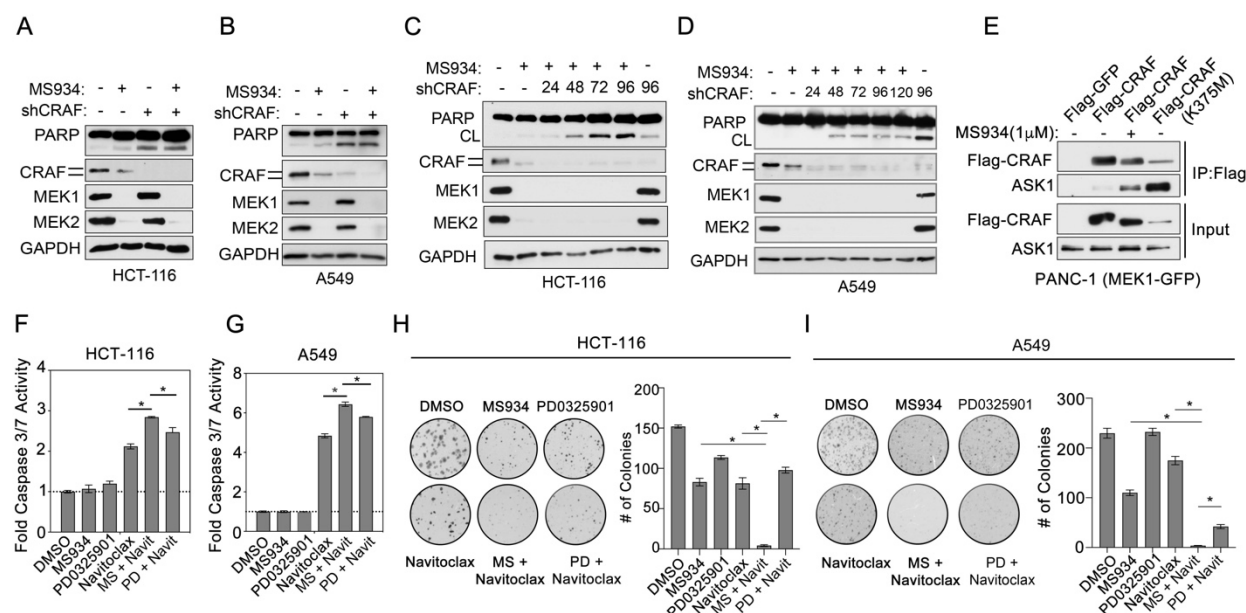 A
MS934: - + - +
shCRAF: - - + +
PARP
CRAF
MEK1
MEK2
GAPDH
HCT-116
B
MS934: - + - +
shCRAF: - - + +
PARP
CRAF
MEK1
MEK2
GAPDH
A549
C
MS934: - + + + + + -
shCRAF: - - 24 48 72 96 96
PARP
CL
CRAF
MEK1
MEK2
GAPDH
HCT-116
D
MS934: - + + + + + + -
shCRAF: - - 24 48 72 96 120 96
PARP
CL
CRAF
MEK1
MEK2
GAPDH
A549
E
Flag-GFP
Flag-CRAF
Flag-CRAF
Flag-CRAF
(K375M)
MS934(1μM): - - + -
Flag-CRAF
ASK1
IP:Flag
Flag-CRAF
ASK1
Input
PANC-1 (MEK1-GFP)
F
HCT-116
Fold Caspase 3/7 Activity
4
3
2
1
0
* *
DMSO
MS934
PD0325901
Navitoclax
MS + Navit
PD + Navit
G
A549
Fold Caspase 3/7 Activity
8
6
4
2
0
* *
DMSO
MS934
PD0325901
Navitoclax
MS + Navit
PD + Navit
H
HCT-116
DMSO MS934 PD0325901
Navitoclax MS + Navitoclax PD + Navitoclax
# of Colonies
200
150
100
50
0
* * *
DMSO
MS934
PD0325901
Navitoclax
MS + Navit
PD + Navit
I
A549
DMSO MS934 PD0325901
Navitoclax MS + Navitoclax PD + Navitoclax
# of Colonies
300
200
100
0
* * *
DMSO
MS934
PD0325901
Navitoclax
MS + Navit
PD + Navit